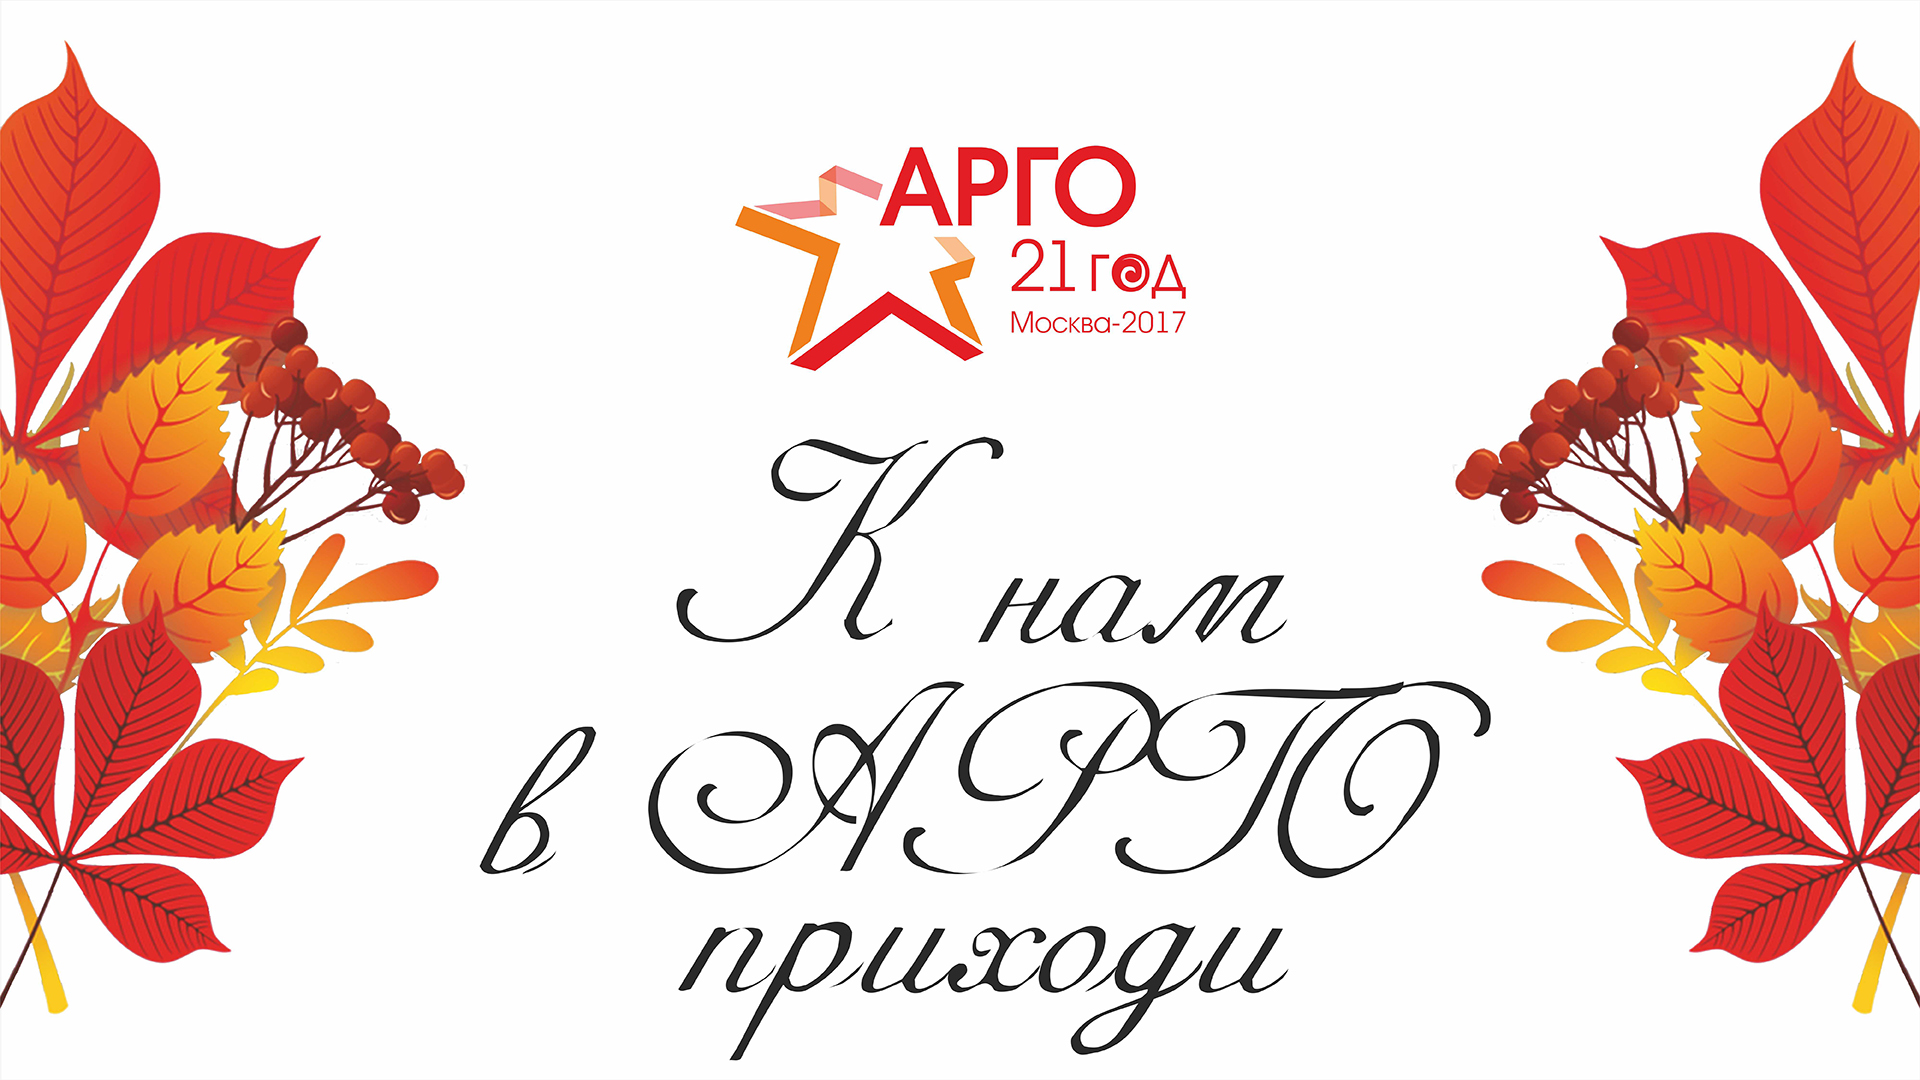 АРГО
21 год
Москва-2017
К нам
в АРГО
приходи